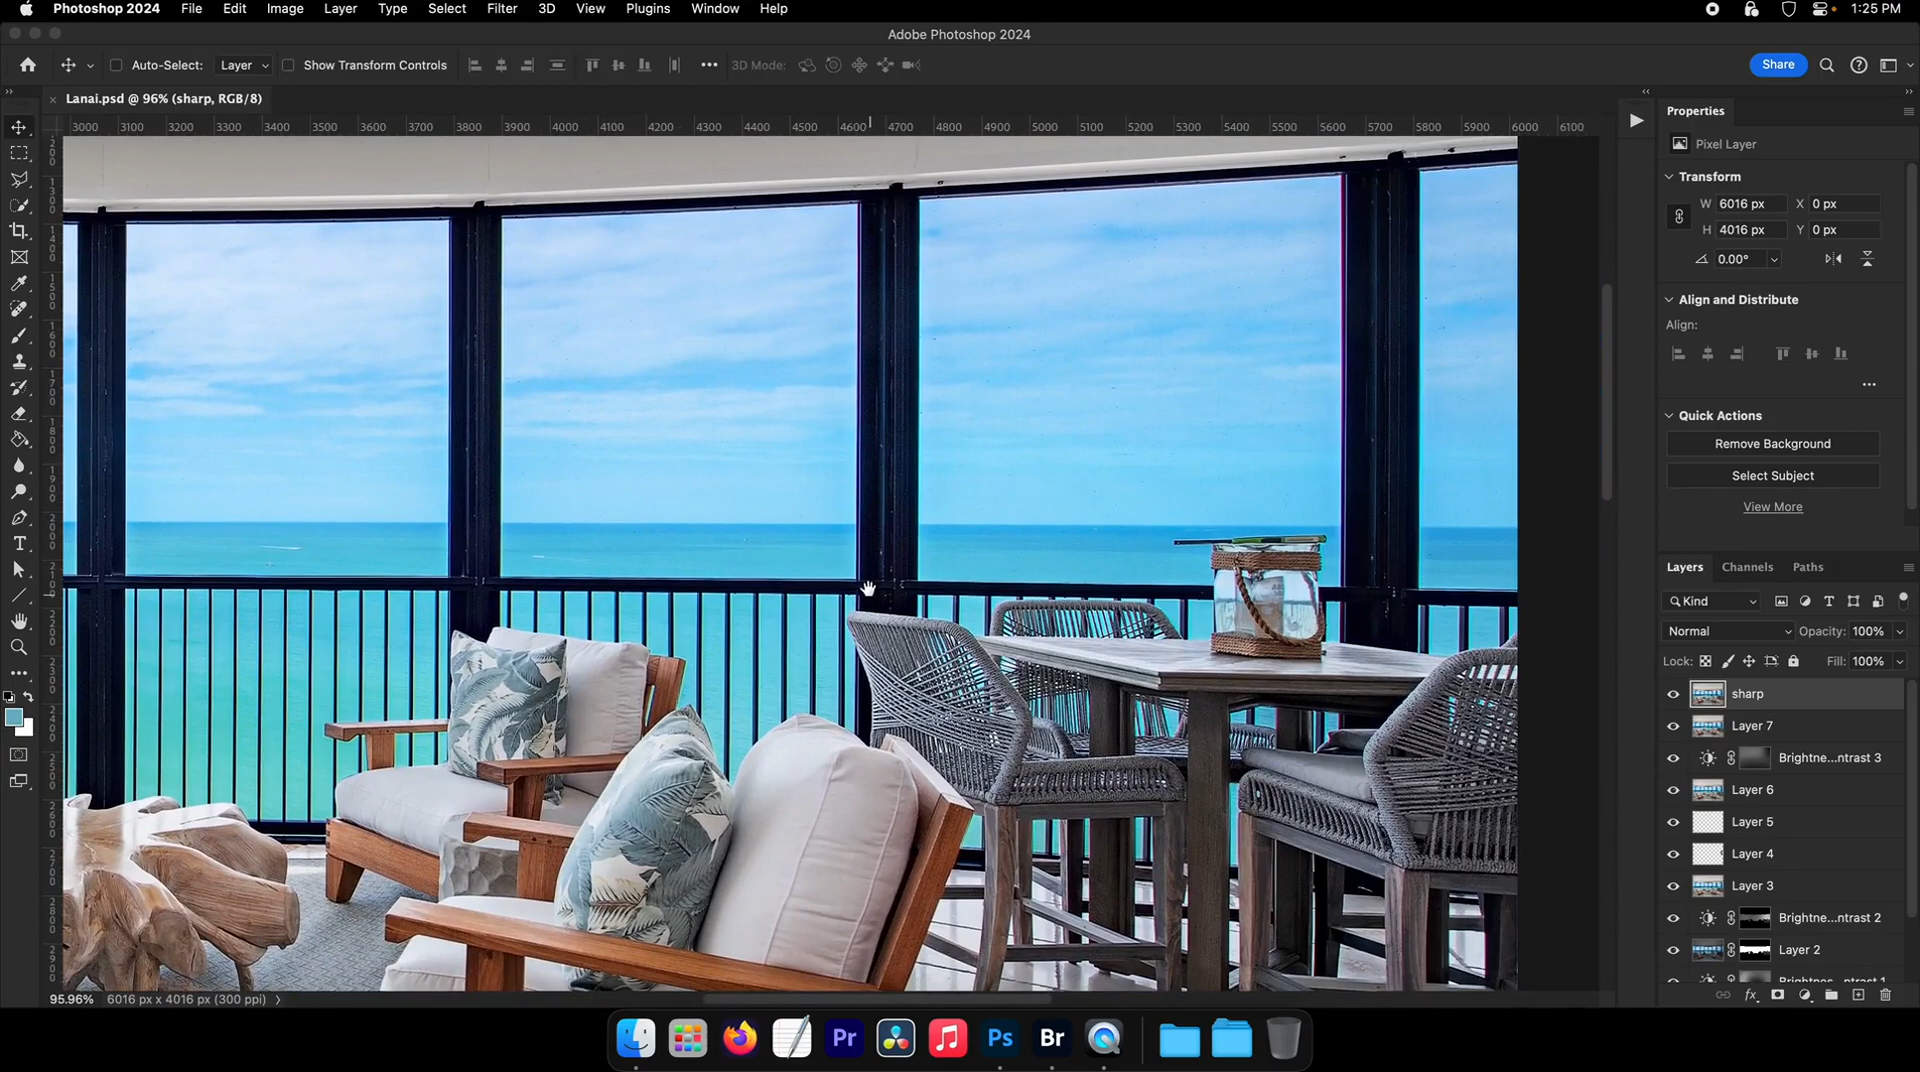 Photoshop 2024 File Edit Image Layer Type Select Filter 3D View Plugins Window Help 1:25 PM
Adobe Photoshop 2024
Auto-Select: Layer Show Transform Controls 3D Mode: Share
Lanai.psd @ 96% (sharp, RGB/8)
3000 3100 3200 3300 3400 3500 3600 3700 3800 3900 4000 4100 4200 4300 4400 4500 4600 4700 4800 4900 5000 5100 5200 5300 5400 5500 5600 5700 5800 5900 6000 6100
Properties
Pixel Layer
Transform
W 6016 px X 0 px
H 4016 px Y 0 px
0.00°
Align and Distribute
Align:
Quick Actions
Remove Background
Select Subject
View More
Layers Channels Paths
Kind
Normal Opacity: 100%
Lock: Fill: 100%
sharp
Layer 7
Brightne...ntrast 3
Layer 6
Layer 5
Layer 4
Layer 3
Brightne...ntrast 2
Layer 2
Brightne...ntrast 1
fx
95.96% 6016 px x 4016 px (300 ppi)
Pr Ps Br